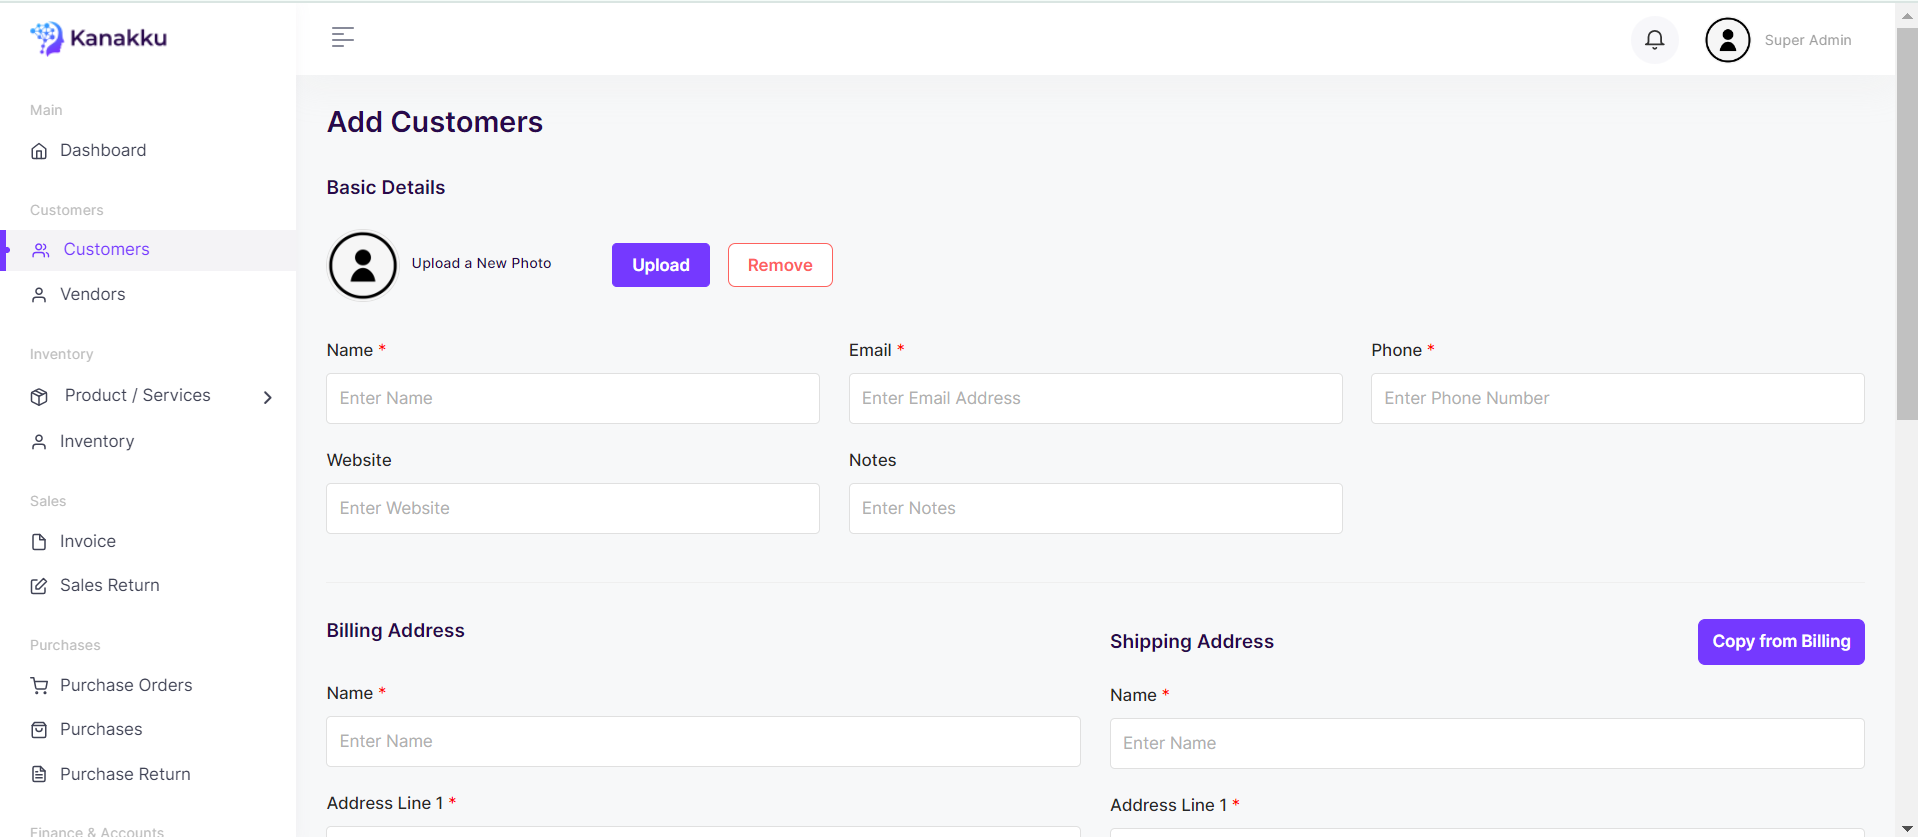 Kanakku
Super Admin
Main
Dashboard
Customers
Customers
Vendors
Inventory
Product / Services
Inventory
Sales
Invoice
Sales Return
Purchases
Purchase Orders
Purchases
Purchase Return
Finance & Accounts
Add Customers
Basic Details
Upload a New Photo
Upload
Remove
Name * Email * Phone *
Enter Name Enter Email Address Enter Phone Number
Website Notes
Enter Website Enter Notes
Billing Address
Name *
Enter Name
Address Line 1 *
Shipping Address
Copy from Billing
Name *
Enter Name
Address Line 1 *